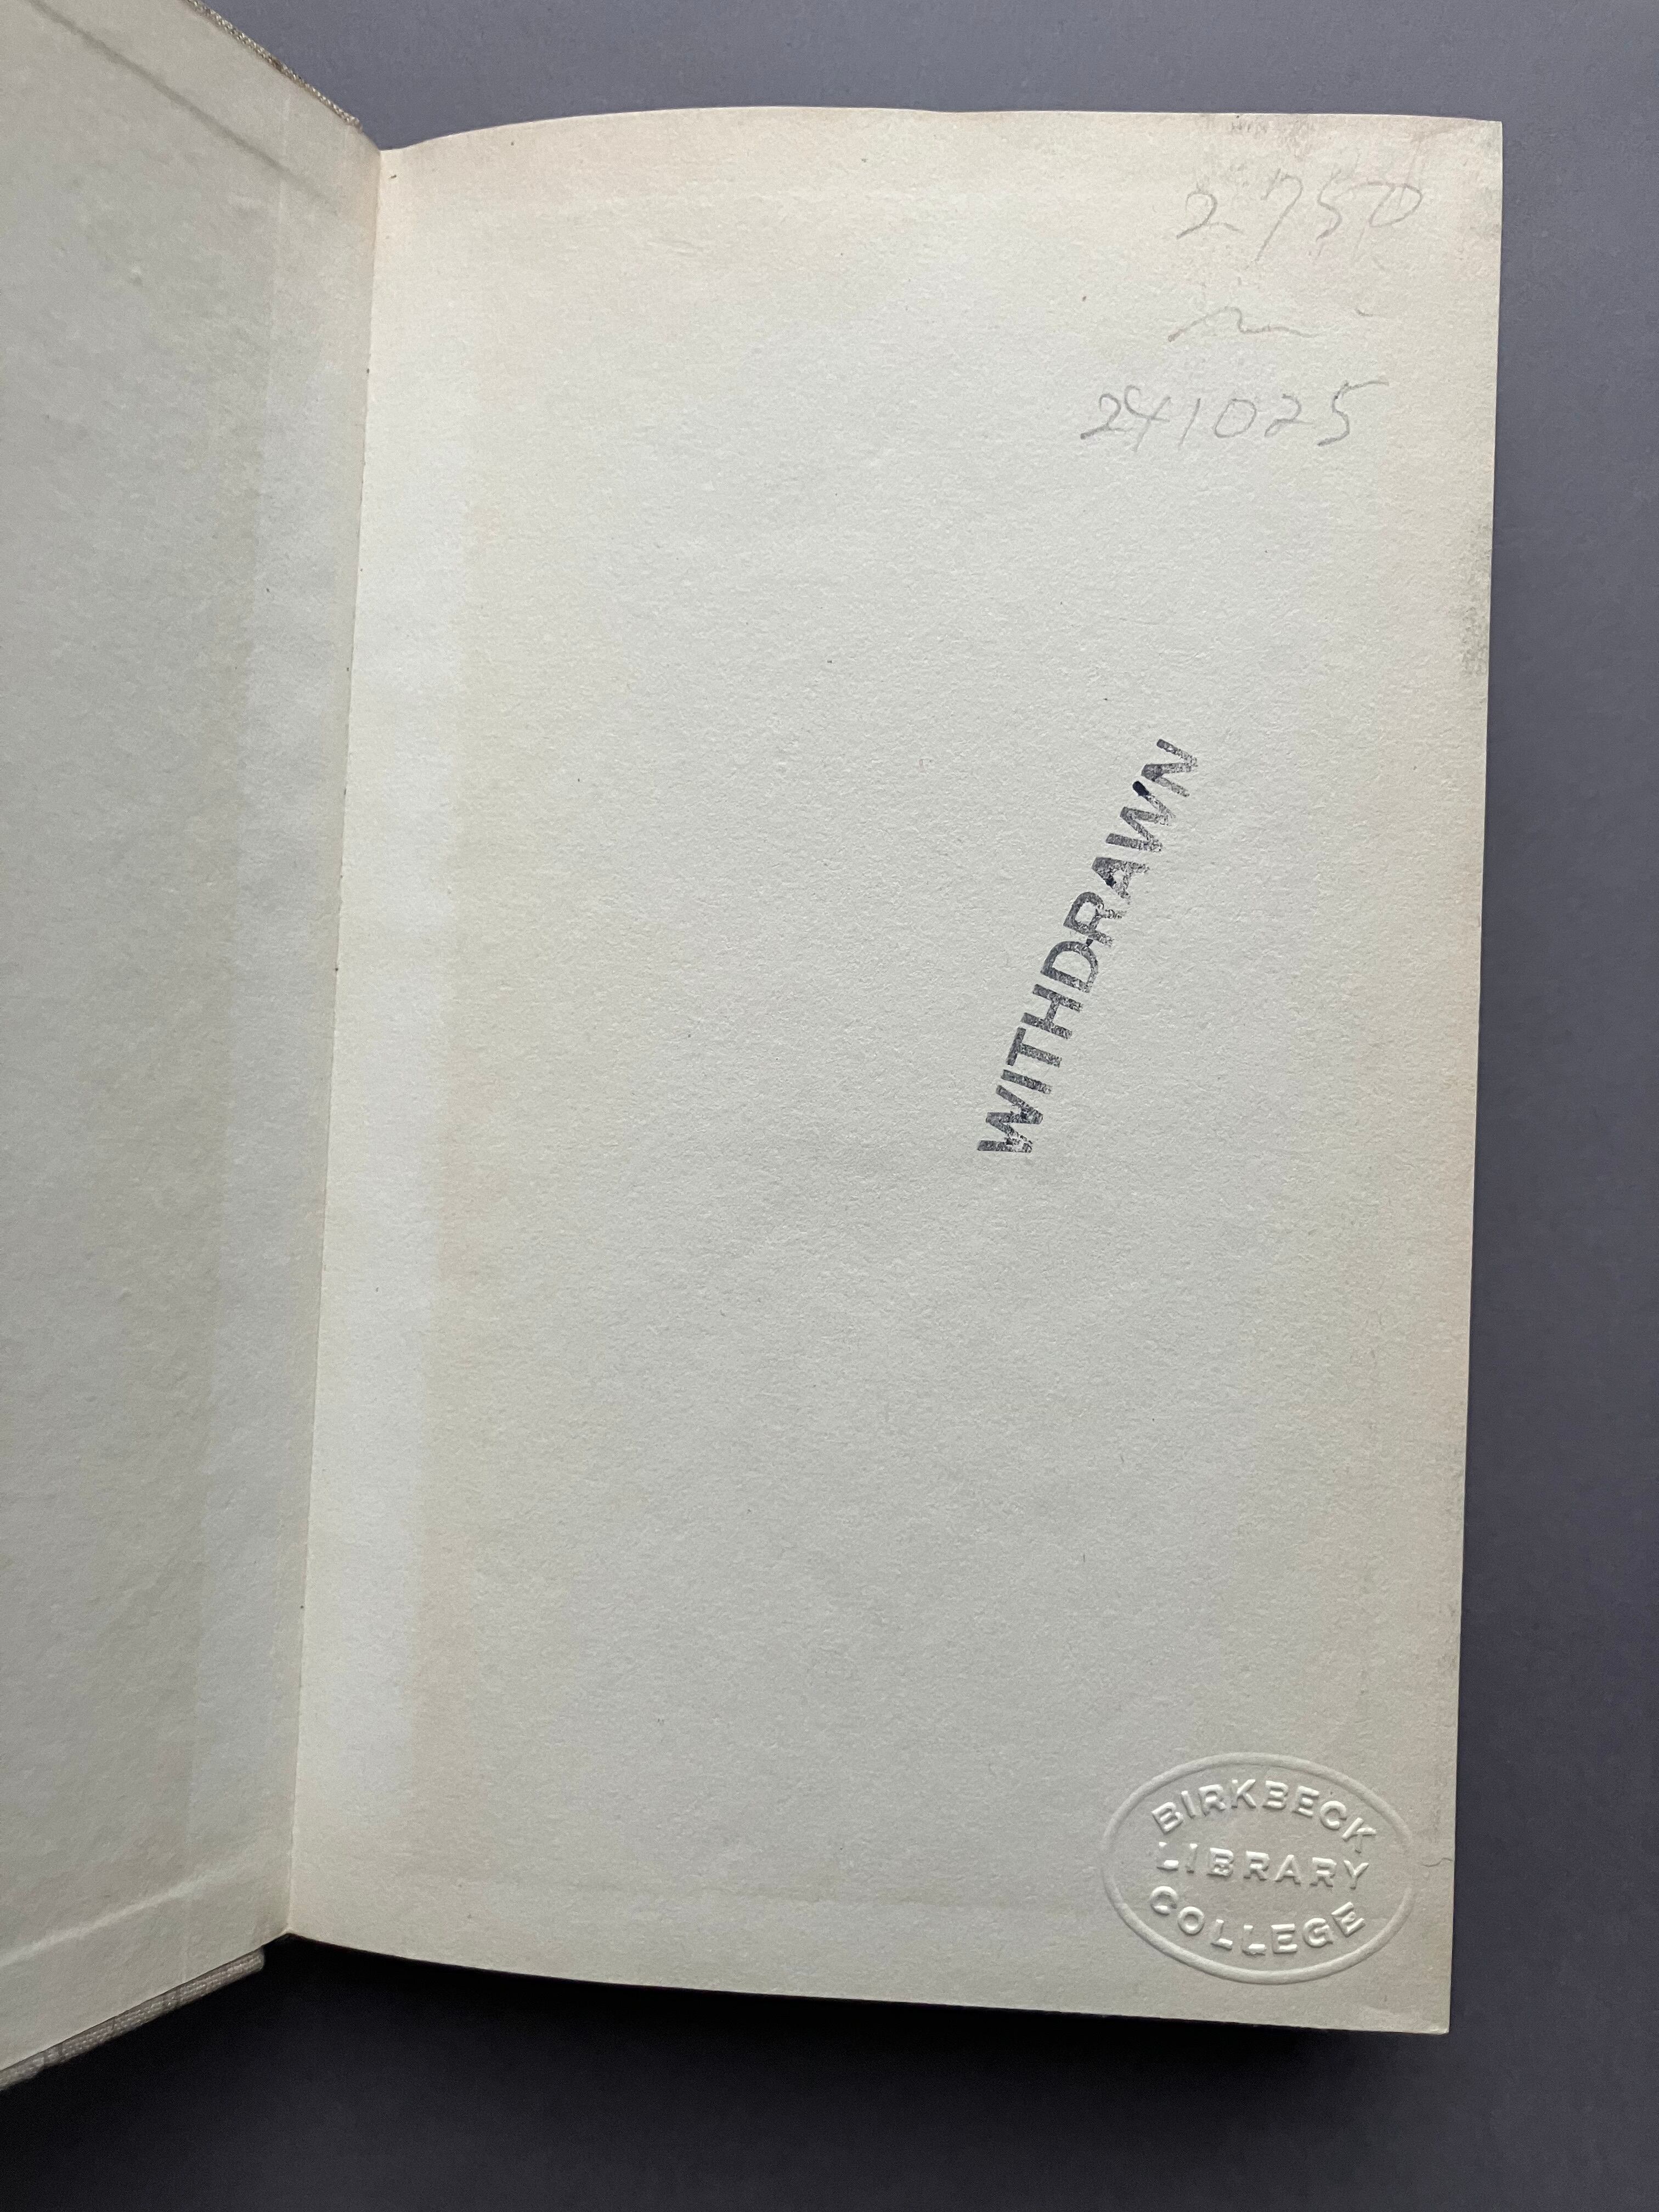 2750
241025
WITHDRAWN
BIRKBECK
LIBRARY
COLLEGE